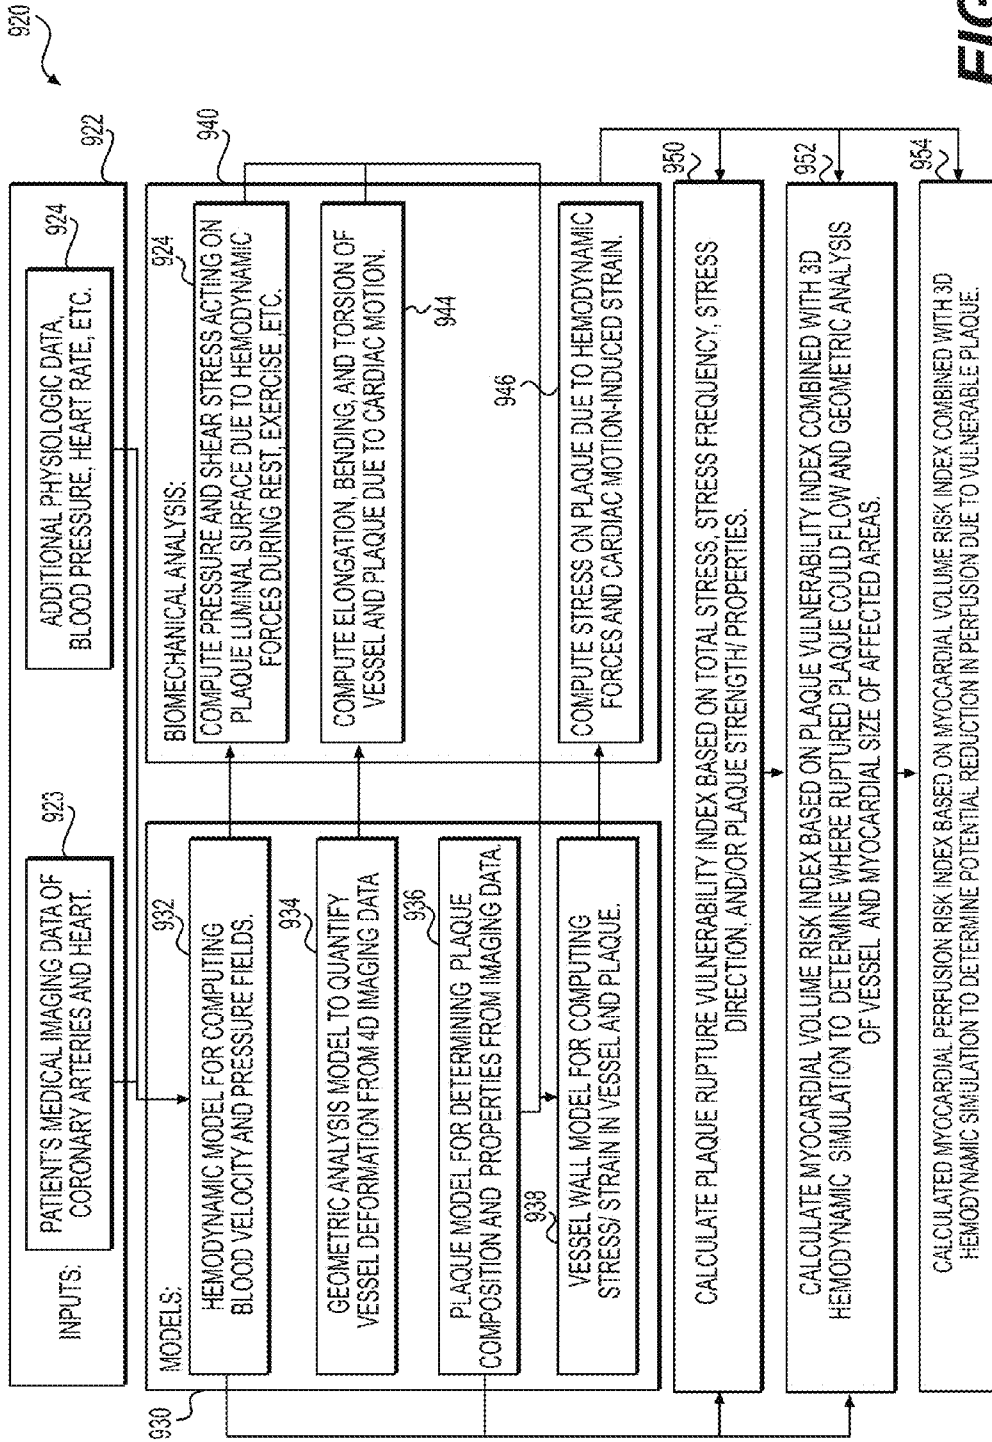 920
922
INPUTS:
923
PATIENT'S MEDICAL IMAGING DATA OF
CORONARY ARTERIES AND HEART.
924
ADDITIONAL PHYSIOLOGIC DATA,
BLOOD PRESSURE, HEART RATE, ETC.
930
MODELS:
932
HEMODYNAMIC MODEL FOR COMPUTING
BLOOD VELOCITY AND PRESSURE FIELDS.
934
GEOMETRIC ANALYSIS MODEL TO QUANTIFY
VESSEL DEFORMATION FROM 4D IMAGING DATA
936
PLAQUE MODEL FOR DETERMINING PLAQUE
COMPOSITION AND PROPERTIES FROM IMAGING DATA.
938
VESSEL WALL MODEL FOR COMPUTING
STRESS/ STRAIN IN VESSEL AND PLAQUE.
940
BIOMECHANICAL ANALYSIS:
924
COMPUTE PRESSURE AND SHEAR STRESS ACTING ON
PLAQUE LUMINAL SURFACE DUE TO HEMODYNAMIC
FORCES DURING REST, EXERCISE ,ETC.
COMPUTE ELONGATION, BENDING, AND TORSION OF
VESSEL AND PLAQUE DUE TO CARDIAC MOTION.
944
946
COMPUTE STRESS ON PLAQUE DUE TO HEMODYNAMIC
FORCES AND CARDIAC MOTION-INDUCED STRAIN.
950
CALCULATE PLAQUE RUPTURE VULNERABILITY INDEX BASED ON TOTAL STRESS, STRESS FREQUENCY, STRESS
DIRECTION, AND/OR PLAQUE STRENGTH/ PROPERTIES.
952
CALCULATE MYOCARDIAL VOLUME RISK INDEX BASED ON PLAQUE VULNERABILITY INDEX COMBINED WITH 3D
HEMODYNAMIC SIMULATION TO DETERMINE WHERE RUPTURED PLAQUE COULD FLOW AND GEOMETRIC ANALYSIS
OF VESSEL AND MYOCARDIAL SIZE OF AFFECTED AREAS.
954
CALCULATED MYOCARDIAL PERFUSION RISK INDEX BASED ON MYOCARDIAL VOLUME RISK INDEX COMBINED WITH 3D
HEMODYNAMIC SIMULATION TO DETERMINE POTENTIAL REDUCTION IN PERFUSION DUE TO VULNERABLE PLAQUE.